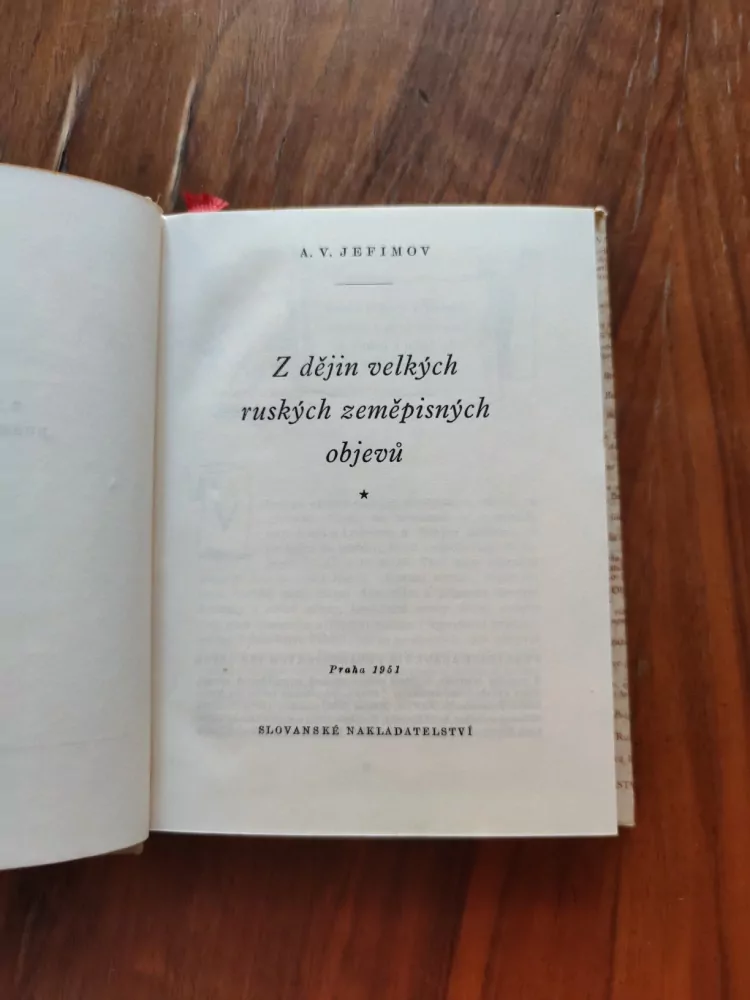 A. V. JEFIMOV
Z dějin velkých
ruských zeměpisných
objevů
★
Praha 1951
SLOVANSKÉ NAKLADATELSTVÍ